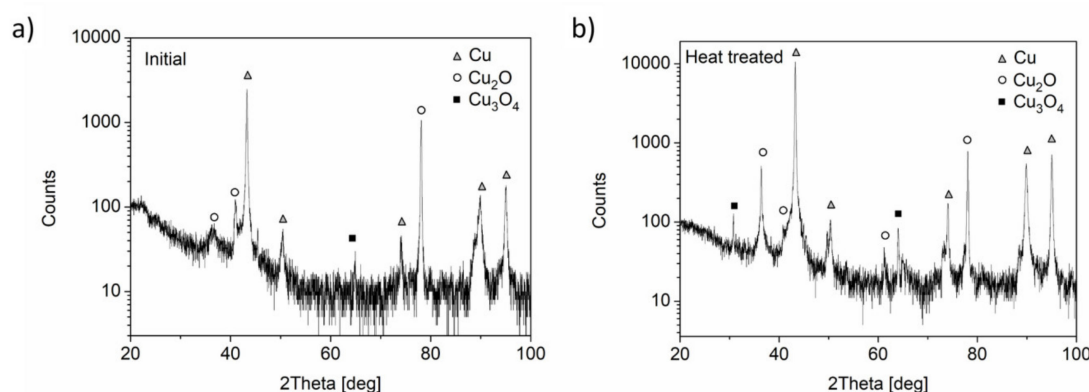 a)
10000
1000
100
10
Counts
Initial
Cu
Cu₂O
Cu₃O₄
20 40 60 80 100
2Theta [deg]
b)
10000
1000
100
10
Counts
Heat treated
Cu
Cu₂O
Cu₃O₄
20 40 60 80 100
2Theta [deg]